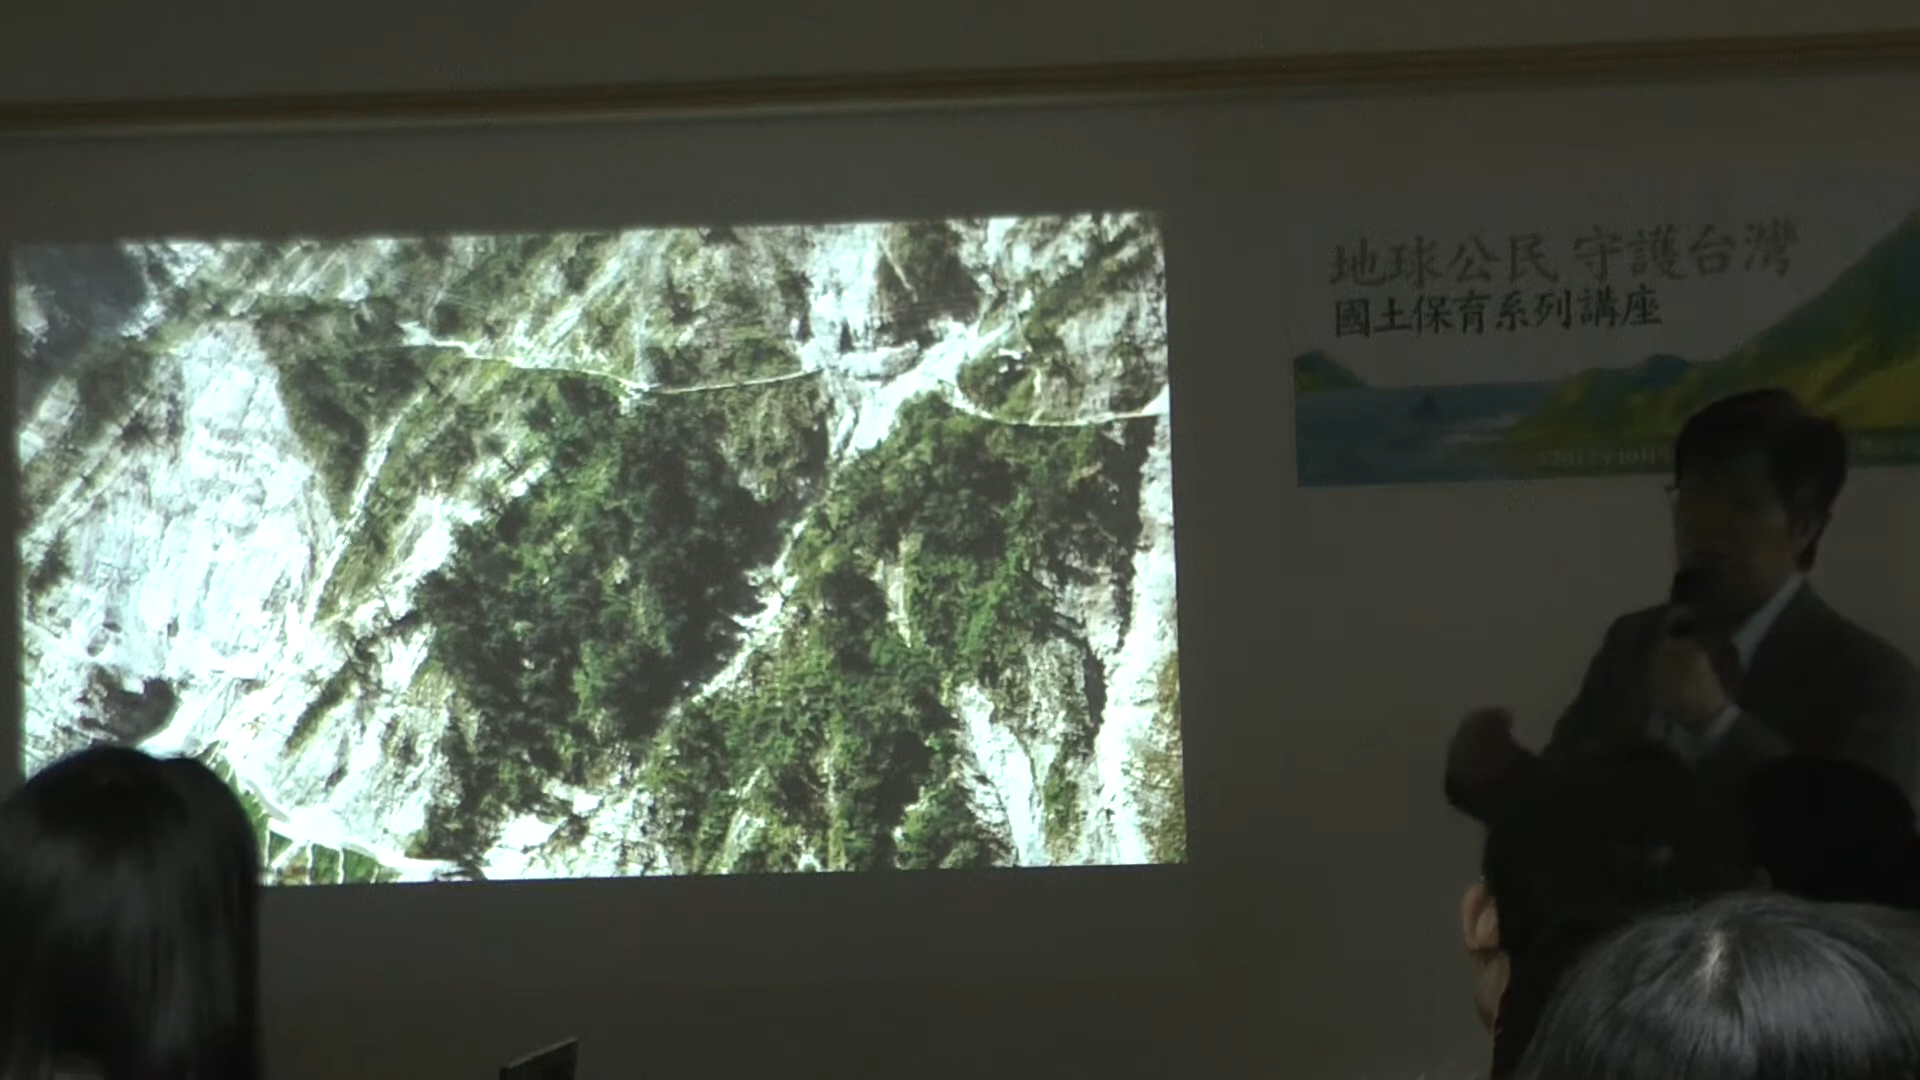 地球公民 守護台灣
國土保育系列講座